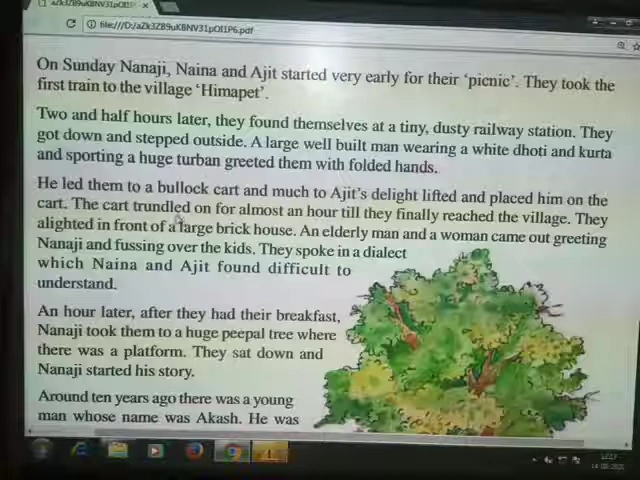 file:///D:/aZk3ZB9uKBNV31pOI1P6.pdf
On Sunday Nanaji, Naina and Ajit started very early for their ‘picnic’. They took the
first train to the village ‘Himapet’.
Two and half hours later, they found themselves at a tiny, dusty railway station. They
got down and stepped outside. A large well built man wearing a white dhoti and kurta
and sporting a huge turban greeted them with folded hands.
He led them to a bullock cart and much to Ajit’s delight lifted and placed him on the
cart. The cart trundled on for almost an hour till they finally reached the village. They
alighted in front of a large brick house. An elderly man and a woman came out greeting
Nanaji and fussing over the kids. They spoke in a dialect
which Naina and Ajit found difficult to
understand.
An hour later, after they had their breakfast,
Nanaji took them to a huge peepal tree where
there was a platform. They sat down and
Nanaji started his story.
Around ten years ago there was a young
man whose name was Akash. He was